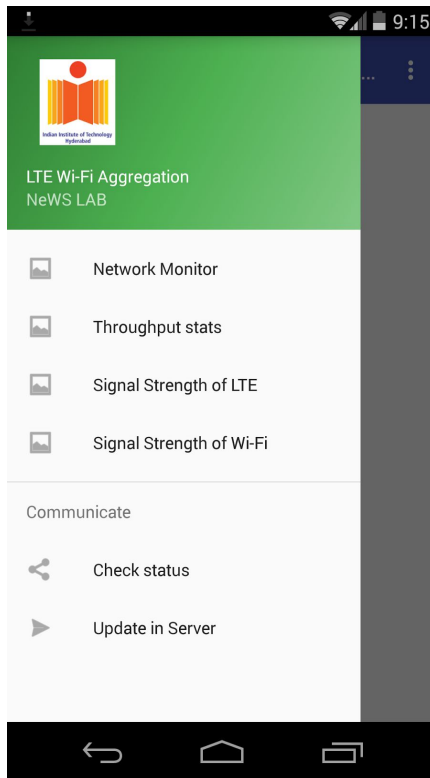 9:15
...
Indian Institute of Technology
Hyderabad
LTE Wi-Fi Aggregation
NeWS LAB
Network Monitor
Throughput stats
Signal Strength of LTE
Signal Strength of Wi-Fi
Communicate
Check status
Update in Server